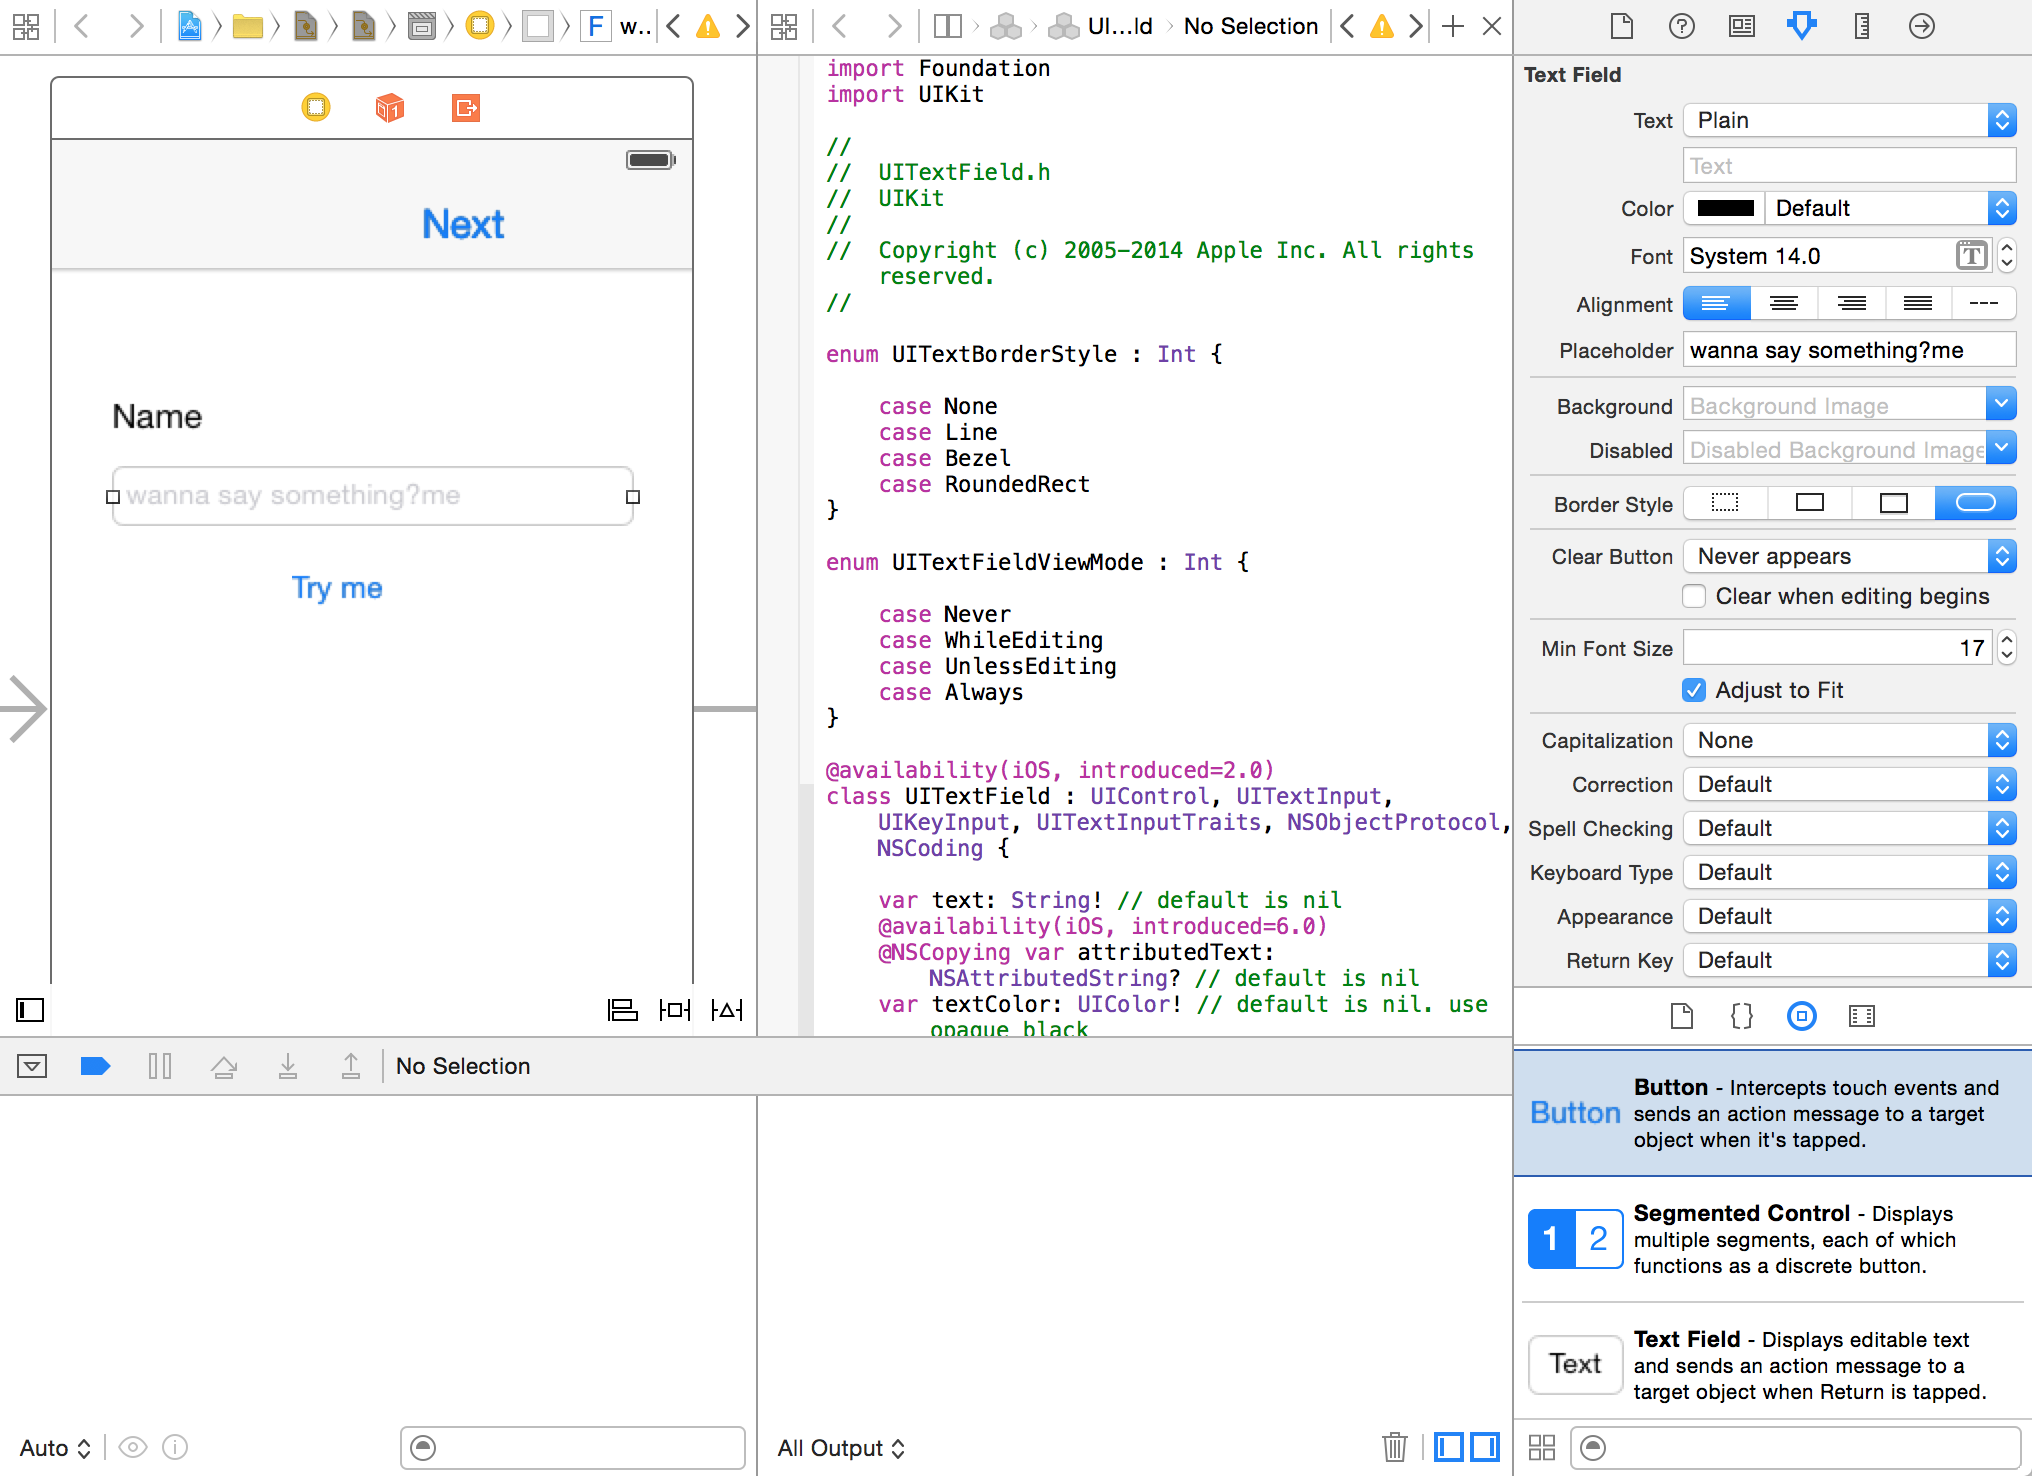 F w..
UI...ld No Selection
Next
Name
wanna say something?me
Try me
import Foundation
import UIKit
//
// UITextField.h
// UIKit
//
// Copyright (c) 2005-2014 Apple Inc. All rights
reserved.
//
enum UITextBorderStyle : Int {
case None
case Line
case Bezel
case RoundedRect
}
enum UITextFieldViewMode : Int {
case Never
case WhileEditing
case UnlessEditing
case Always
}
@availability(iOS, introduced=2.0)
class UITextField : UIControl, UITextInput,
UIKeyInput, UITextInputTraits, NSObjectProtocol,
NSCoding {
var text: String! // default is nil
@availability(iOS, introduced=6.0)
@NSCopying var attributedText:
NSAttributedString? // default is nil
var textColor: UIColor! // default is nil. use
opaque black
Text Field
Text Plain
Text
Color Default
Font System 14.0 T
Alignment ---
Placeholder wanna say something?me
Background Background Image
Disabled Disabled Background Image
Border Style
Clear Button Never appears
Clear when editing begins
Min Font Size 17
Adjust to Fit
Capitalization None
Correction Default
Spell Checking Default
Keyboard Type Default
Appearance Default
Return Key Default
{}
Button
Button - Intercepts touch events and
sends an action message to a target
object when it's tapped.
1 2
Segmented Control - Displays
multiple segments, each of which
functions as a discrete button.
Text
Text Field - Displays editable text
and sends an action message to a
target object when Return is tapped.
No Selection
Auto
All Output